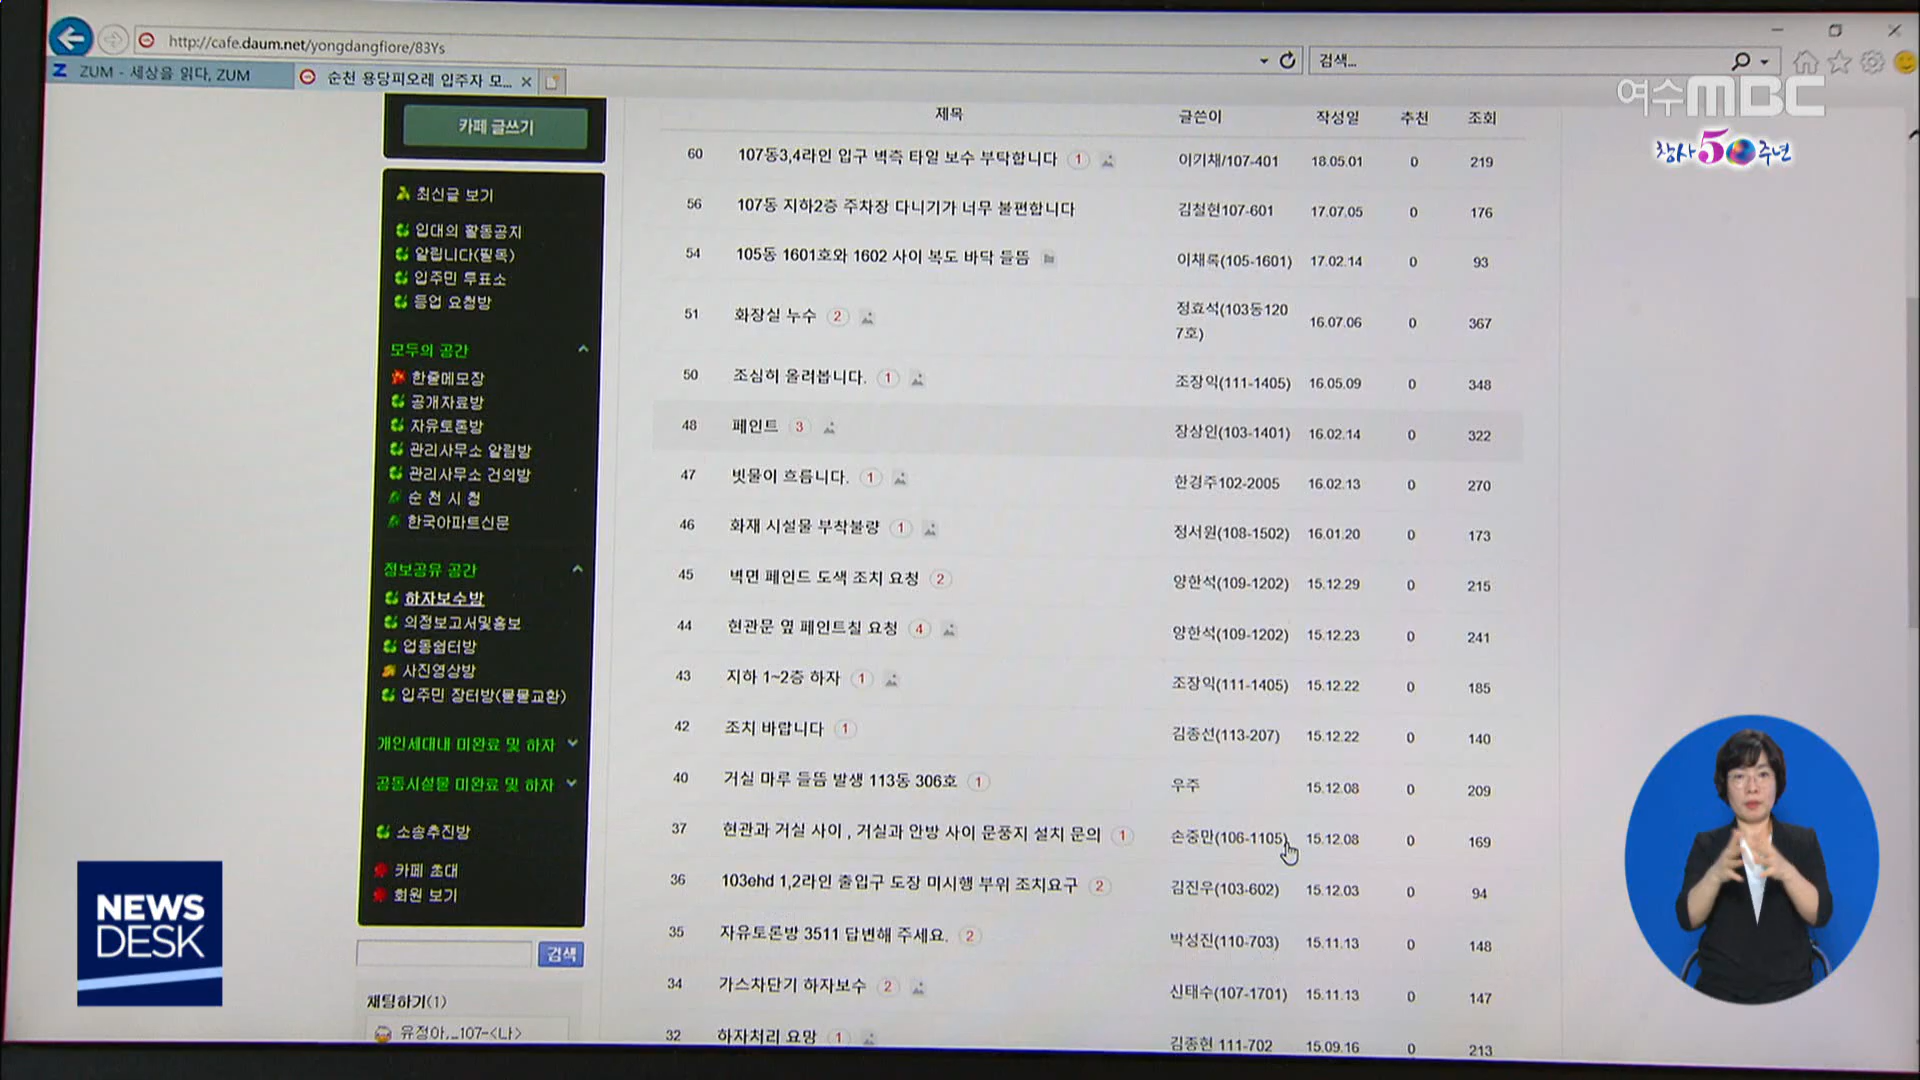 http://cafe.daum.net/yongdangfiore/83Ys
검색...
ZUM - 세상을 읽다, ZUM
순천 용당피오레 입주자 모...
여수MBC
창사50주년
카페 글쓰기
최신글 보기
입대의 활동공지
알립니다(필독)
입주민 투표소
등업 요청방
모두의 공간
한줄메모장
공개자료방
자유토론방
관리사무소 알림방
관리사무소 건의방
순 천 시 청
한국아파트신문
정보공유 공간
하자보수방
의정보고서및홍보
업동쉼터방
사진영상방
입주민 장터방(물물교환)
개인세대내 미완료 및 하자
공동시설물 미완료 및 하자
소송추진방
카페 초대
회원 보기
검색
채팅하기(1)
유정아,_107-<나>
제목 글쓴이 작성일 추천 조회
60 107동3,4라인 입구 벽측 타일 보수 부탁합니다 1 이기채/107-401 18.05.01 0 219
56 107동 지하2층 주차장 다니기가 너무 불편합니다 김철현107-601 17.07.05 0 176
54 105동 1601호와 1602 사이 복도 바닥 들뜸 이채록(105-1601) 17.02.14 0 93
51 화장실 누수 2 정효석(103동120
7호) 16.07.06 0 367
50 조심히 올려봅니다. 1 조장익(111-1405) 16.05.09 0 348
48 페인트 3 장상인(103-1401) 16.02.14 0 322
47 빗물이 흐릅니다. 1 한경주102-2005 16.02.13 0 270
46 화재 시설물 부착불량 1 정서원(108-1502) 16.01.20 0 173
45 벽면 페인드 도색 조치 요청 2 양한석(109-1202) 15.12.29 0 215
44 현관문 옆 페인트칠 요청 4 양한석(109-1202) 15.12.23 0 241
43 지하 1~2층 하자 1 조장익(111-1405) 15.12.22 0 185
42 조치 바랍니다 1 김종선(113-207) 15.12.22 0 140
40 거실 마루 들뜸 발생 113동 306호 1 우주 15.12.08 0 209
37 현관과 거실 사이 , 거실과 안방 사이 문풍지 설치 문의 1 손중만(106-1105) 15.12.08 0 169
36 103ehd 1,2라인 출입구 도장 미시행 부위 조치요구 2 김진우(103-602) 15.12.03 0 94
35 자유토론방 3511 답변해 주세요. 2 박성진(110-703) 15.11.13 0 148
34 가스차단기 하자보수 2 신태수(107-1701) 15.11.13 0 147
32 하자처리 요망 1 김종현 111-702 15.09.16 0 213
NEWS
DESK